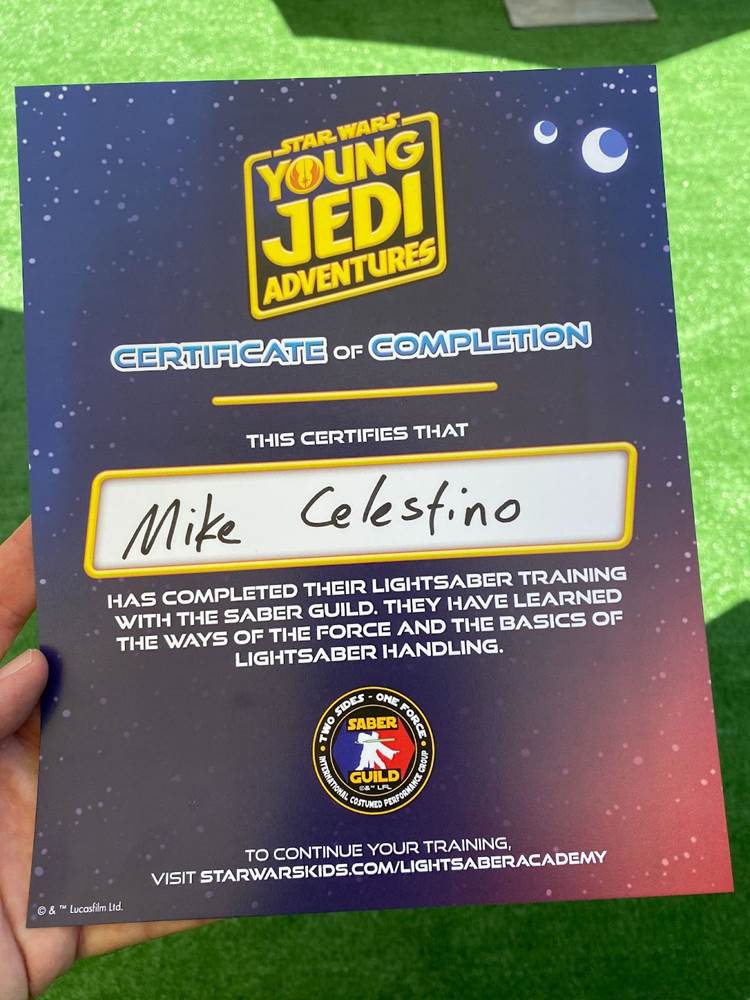 STAR WARS
YOUNG
JEDI
ADVENTURES
CERTIFICATE OF COMPLETION
THIS CERTIFIES THAT
Mike Celestino
HAS COMPLETED THEIR LIGHTSABER TRAINING
WITH THE SABER GUILD. THEY HAVE LEARNED
THE WAYS OF THE FORCE AND THE BASICS OF
LIGHTSABER HANDLING.
TWO SIDES - ONE FORCE
SABER
GUILD
©&™ LFL
INTERNATIONAL COSTUMED PERFORMANCE GROUP
TO CONTINUE YOUR TRAINING,
VISIT STARWARSKIDS.COM/LIGHTSABERACADEMY
© & ™ Lucasfilm Ltd.